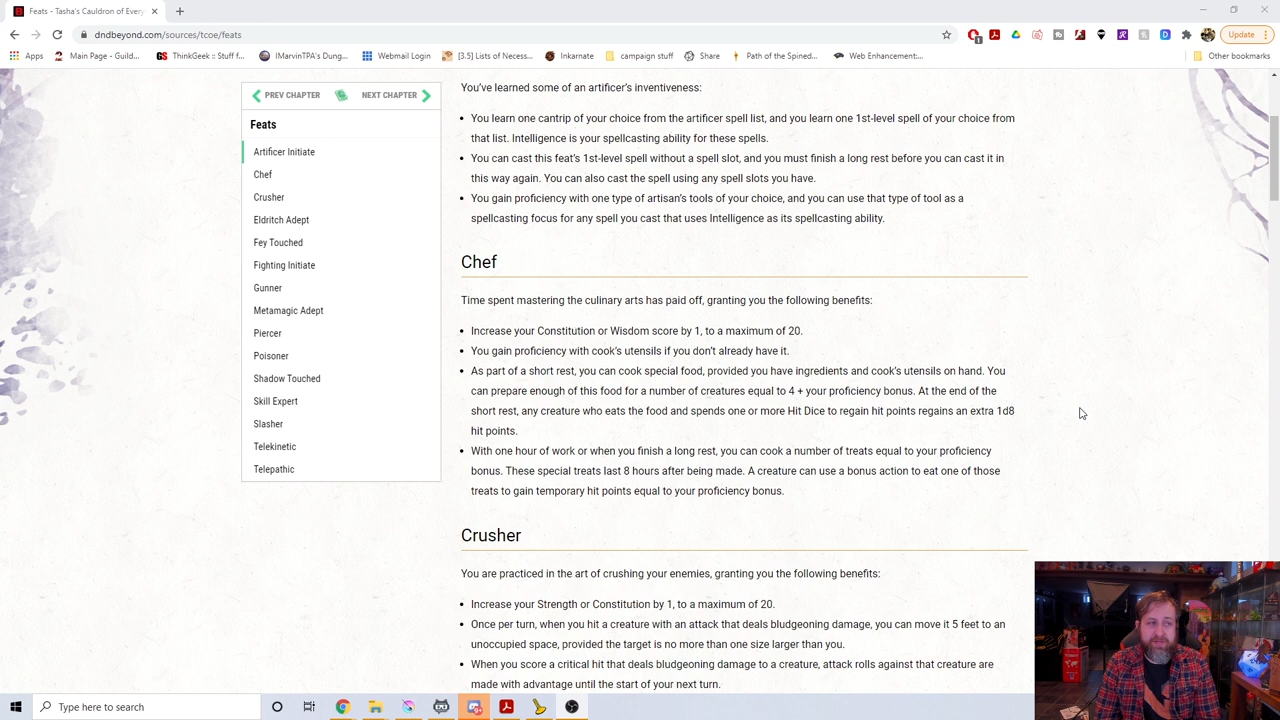 Feats - Tasha's Cauldron of Every
dndbeyond.com/sources/tcoe/feats
Update
Apps
Main Page - Guild...
ThinkGeek :: Stuff f...
IMarvinTPA's Dung...
Webmail Login
[3.5] Lists of Necess...
Inkarnate
campaign stuff
Share
Path of the Spined...
Web Enhancement:...
Other bookmarks
PREV CHAPTER
NEXT CHAPTER
Feats
Artificer Initiate
Chef
Crusher
Eldritch Adept
Fey Touched
Fighting Initiate
Gunner
Metamagic Adept
Piercer
Poisoner
Shadow Touched
Skill Expert
Slasher
Telekinetic
Telepathic
You've learned some of an artificer's inventiveness:
• You learn one cantrip of your choice from the artificer spell list, and you learn one 1st-level spell of your choice from
that list. Intelligence is your spellcasting ability for these spells.
• You can cast this feat's 1st-level spell without a spell slot, and you must finish a long rest before you can cast it in
this way again. You can also cast the spell using any spell slots you have.
• You gain proficiency with one type of artisan's tools of your choice, and you can use that type of tool as a
spellcasting focus for any spell you cast that uses Intelligence as its spellcasting ability.
Chef
Time spent mastering the culinary arts has paid off, granting you the following benefits:
• Increase your Constitution or Wisdom score by 1, to a maximum of 20.
• You gain proficiency with cook's utensils if you don't already have it.
• As part of a short rest, you can cook special food, provided you have ingredients and cook's utensils on hand. You
can prepare enough of this food for a number of creatures equal to 4 + your proficiency bonus. At the end of the
short rest, any creature who eats the food and spends one or more Hit Dice to regain hit points regains an extra 1d8
hit points.
• With one hour of work or when you finish a long rest, you can cook a number of treats equal to your proficiency
bonus. These special treats last 8 hours after being made. A creature can use a bonus action to eat one of those
treats to gain temporary hit points equal to your proficiency bonus.
Crusher
You are practiced in the art of crushing your enemies, granting you the following benefits:
• Increase your Strength or Constitution by 1, to a maximum of 20.
• Once per turn, when you hit a creature with an attack that deals bludgeoning damage, you can move it 5 feet to an
unoccupied space, provided the target is no more than one size larger than you.
• When you score a critical hit that deals bludgeoning damage to a creature, attack rolls against that creature are
made with advantage until the start of your next turn.
Type here to search